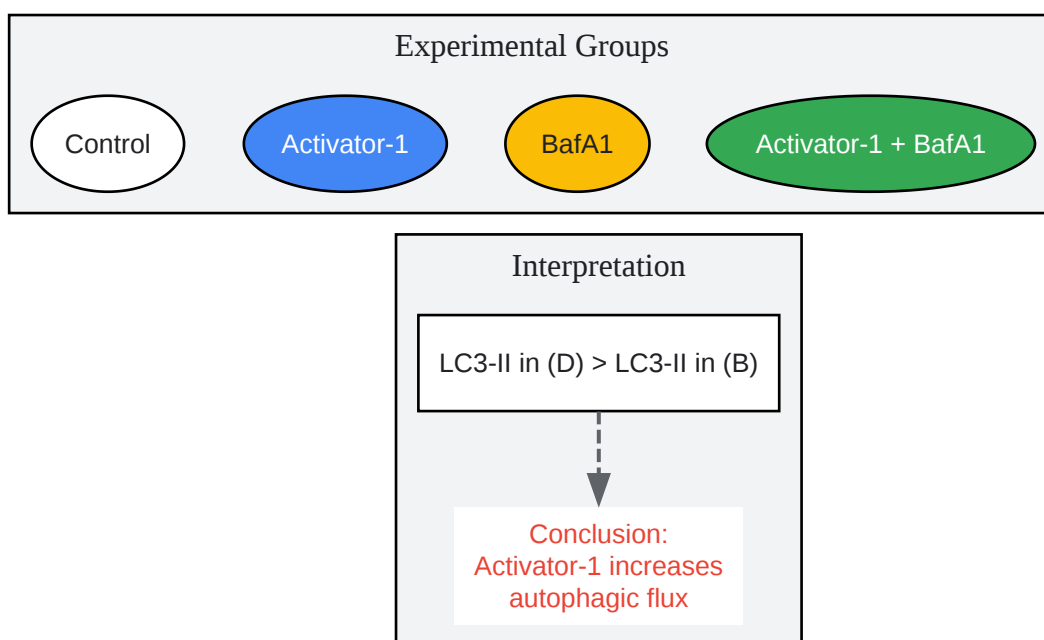 Experimental Groups
Control
Activator-1
BafA1
Activator-1 + BafA1
Interpretation
LC3-II in (D) > LC3-II in (B)
Conclusion:
Activator-1 increases
autophagic flux